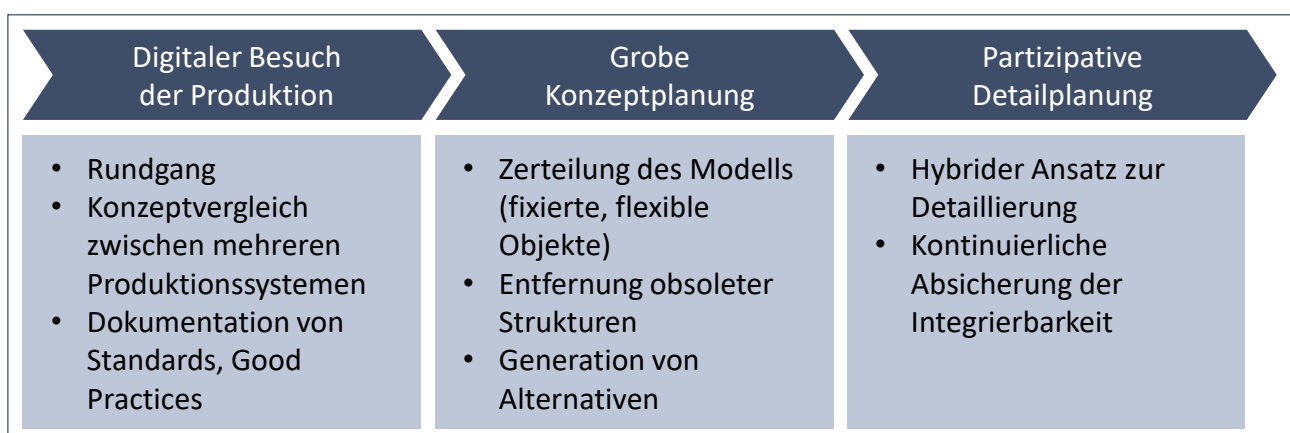 Digitaler Besuch
der Produktion
• Rundgang
• Konzeptvergleich
zwischen mehreren
Produktionssystemen
• Dokumentation von
Standards, Good
Practices
Grobe
Konzeptplanung
• Zerteilung des Modells
(fixierte, flexible
Objekte)
• Entfernung obsoleter
Strukturen
• Generation von
Alternativen
Partizipative
Detailplanung
• Hybrider Ansatz zur
Detaillierung
• Kontinuierliche
Absicherung der
Integrierbarkeit